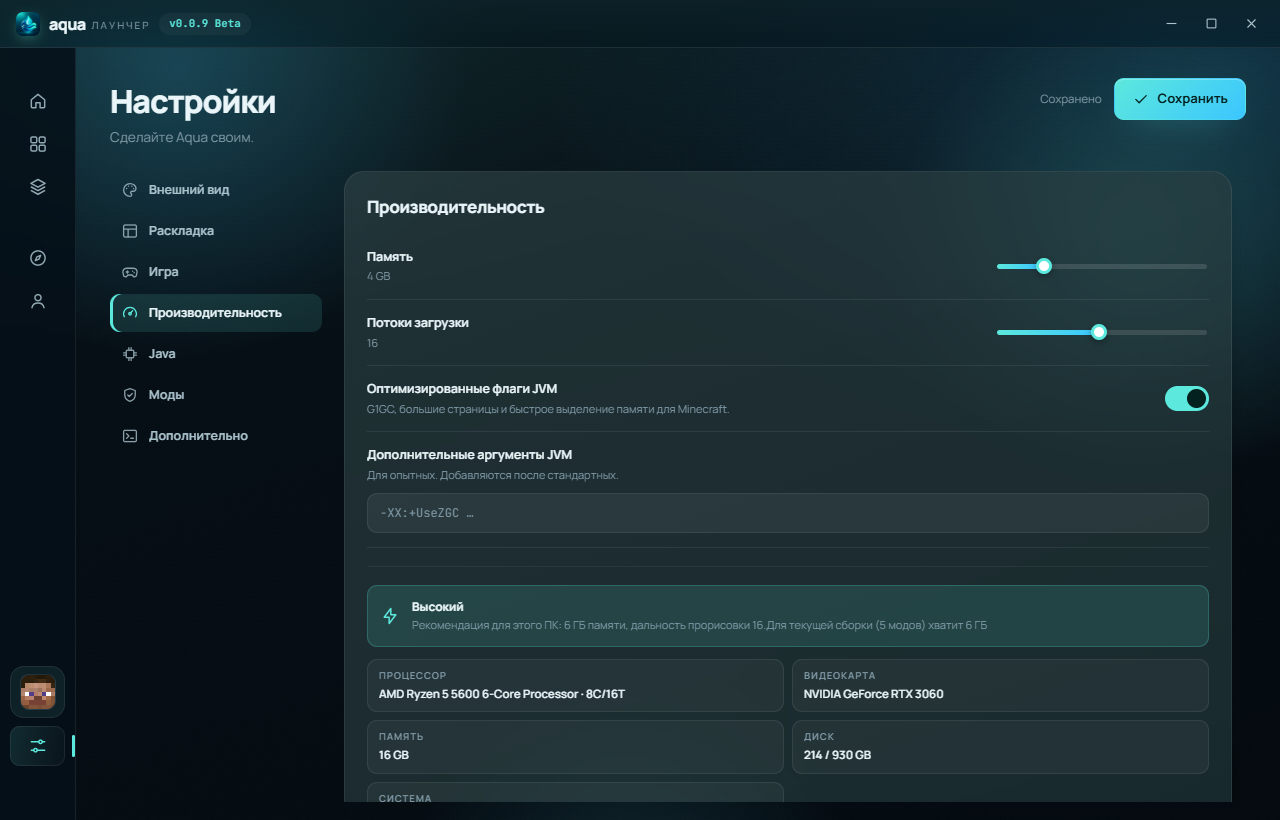 aqua ЛАУНЧЕР v0.0.9 Beta
Настройки
Сделайте Aqua своим.
Сохранено
Сохранить
Внешний вид
Раскладка
Игра
Производительность
Java
Моды
Дополнительно
Производительность
Память
4 GB
Потоки загрузки
16
Оптимизированные флаги JVM
G1GC, большие страницы и быстрое выделение памяти для Minecraft.
Дополнительные аргументы JVM
Для опытных. Добавляются после стандартных.
-XX:+UseZGC …
Высокий
Рекомендация для этого ПК: 6 ГБ памяти, дальность прорисовки 16.Для текущей сборки (5 модов) хватит 6 ГБ
ПРОЦЕССОР
AMD Ryzen 5 5600 6-Core Processor · 8C/16T
ВИДЕОКАРТА
NVIDIA GeForce RTX 3060
ПАМЯТЬ
16 GB
ДИСК
214 / 930 GB
СИСТЕМА